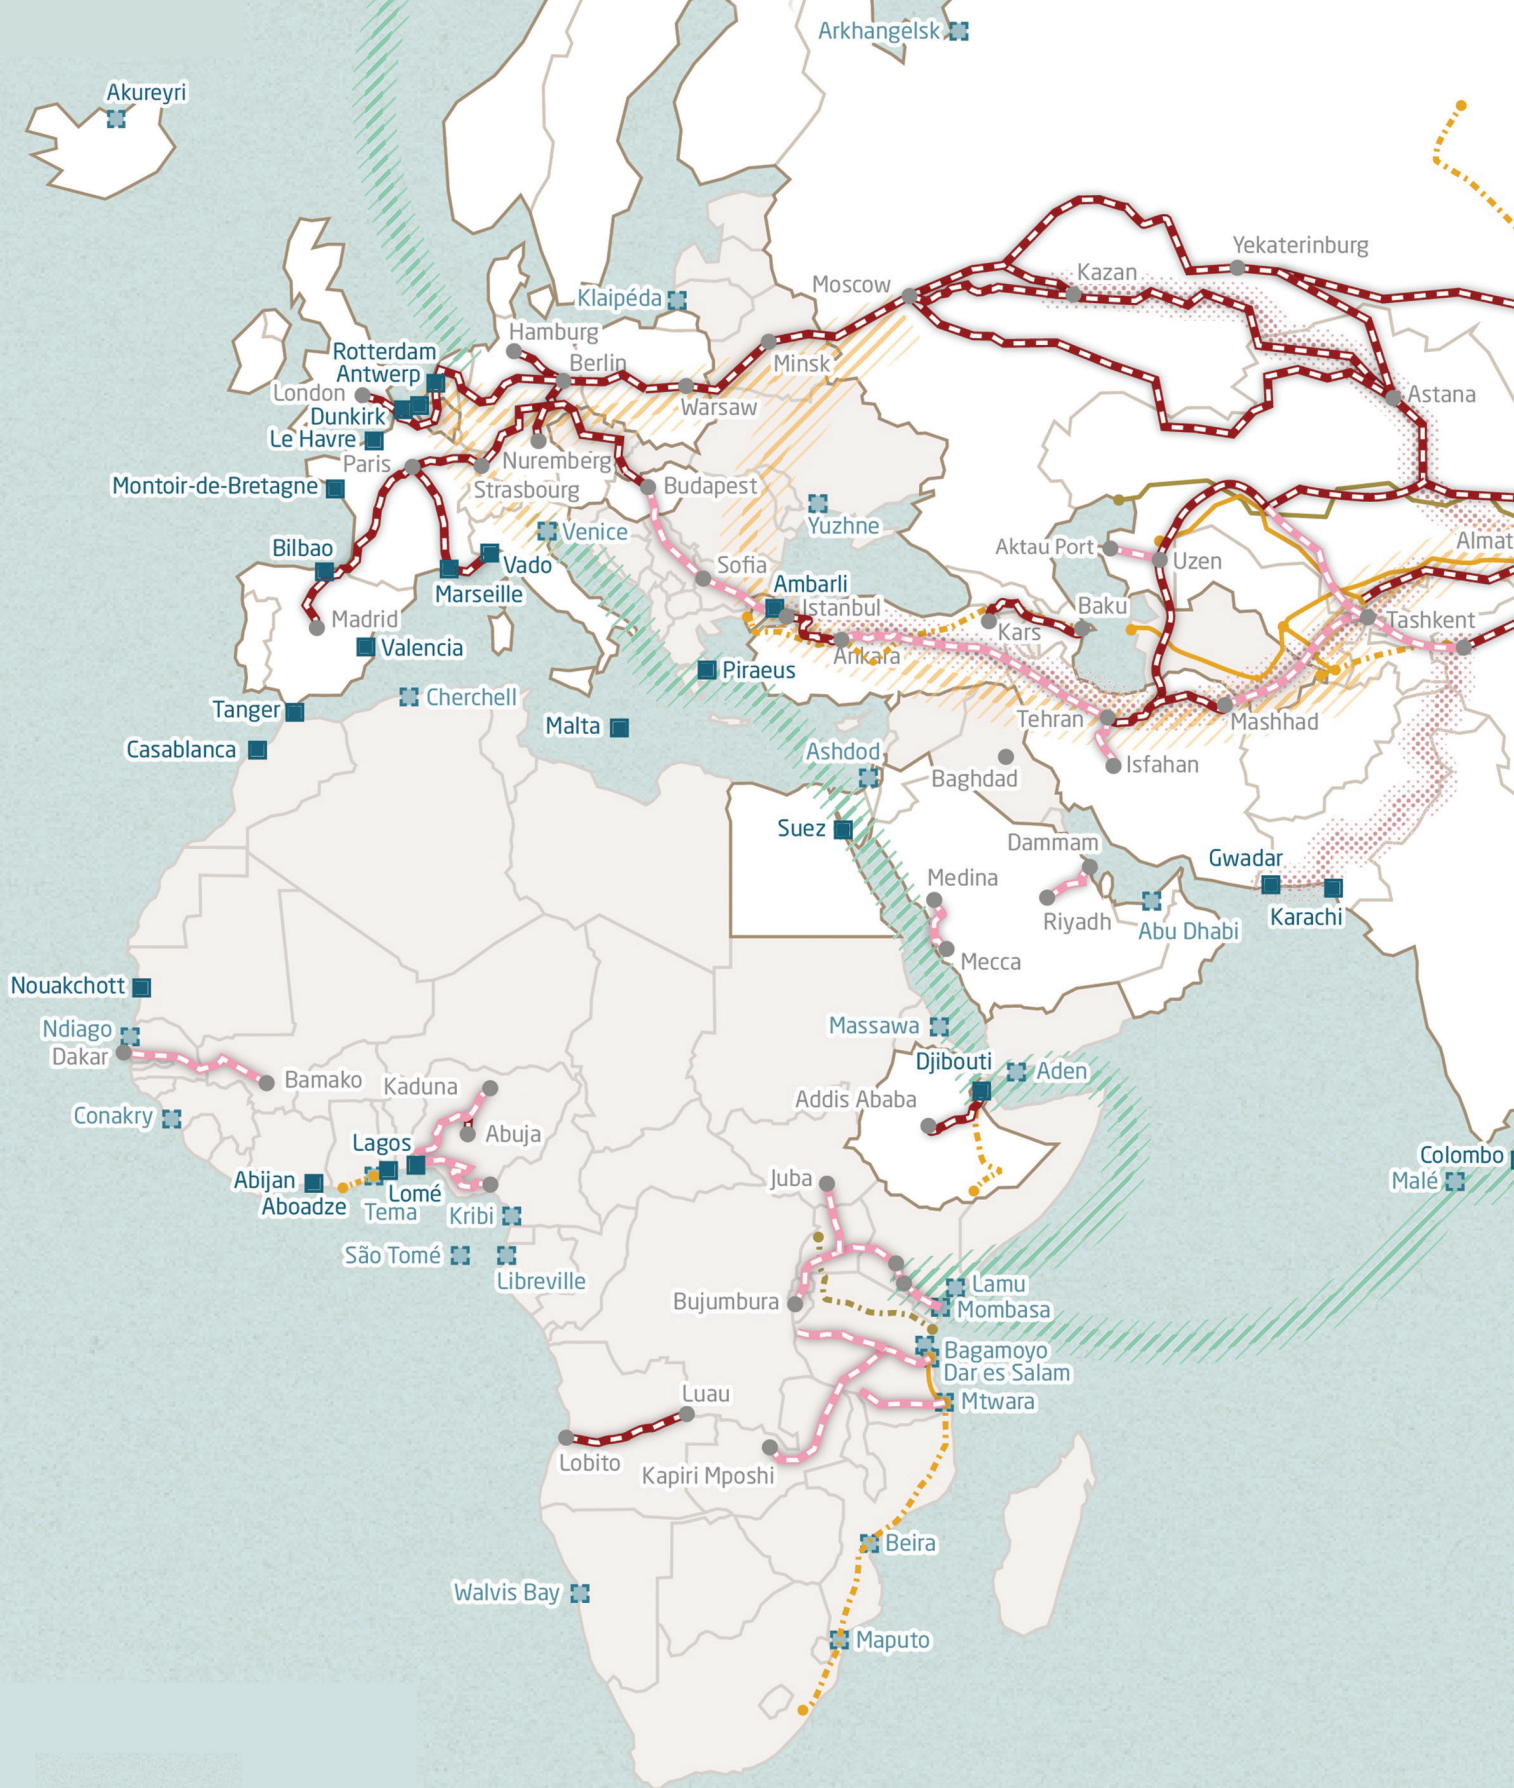 Arkhangelsk
Akureyri
Yekaterinburg
Kazan
Moscow
Klaipéda
Hamburg
Rotterdam
Antwerp
Berlin
Minsk
London
Dunkirk
Warsaw
Astana
Le Havre
Paris
Nuremberg
Strasbourg
Budapest
Montoir-de-Bretagne
Yuzhne
Venice
Almat
Bilbao
Vado
Aktau Port
Uzen
Sofia
Marseille
Ambarli
Istanbul
Baku
Madrid
Kars
Tashkent
Valencia
Ankara
Piraeus
Cherchell
Tanger
Malta
Tehran
Mashhad
Casablanca
Ashdod
Baghdad
Isfahan
Suez
Dammam
Gwadar
Medina
Riyadh
Abu Dhabi
Karachi
Mecca
Nouakchott
Ndiago
Massawa
Dakar
Djibouti
Aden
Bamako
Kaduna
Addis Ababa
Conakry
Abuja
Lagos
Colombo
Abijan
Juba
Malé
Lomé
Aboadze
Tema
Kribi
São Tomé
Libreville
Lamu
Bujumbura
Mombasa
Bagamoyo
Dar es Salam
Luau
Mtwara
Lobito
Kapiri Mposhi
Beira
Walvis Bay
Maputo